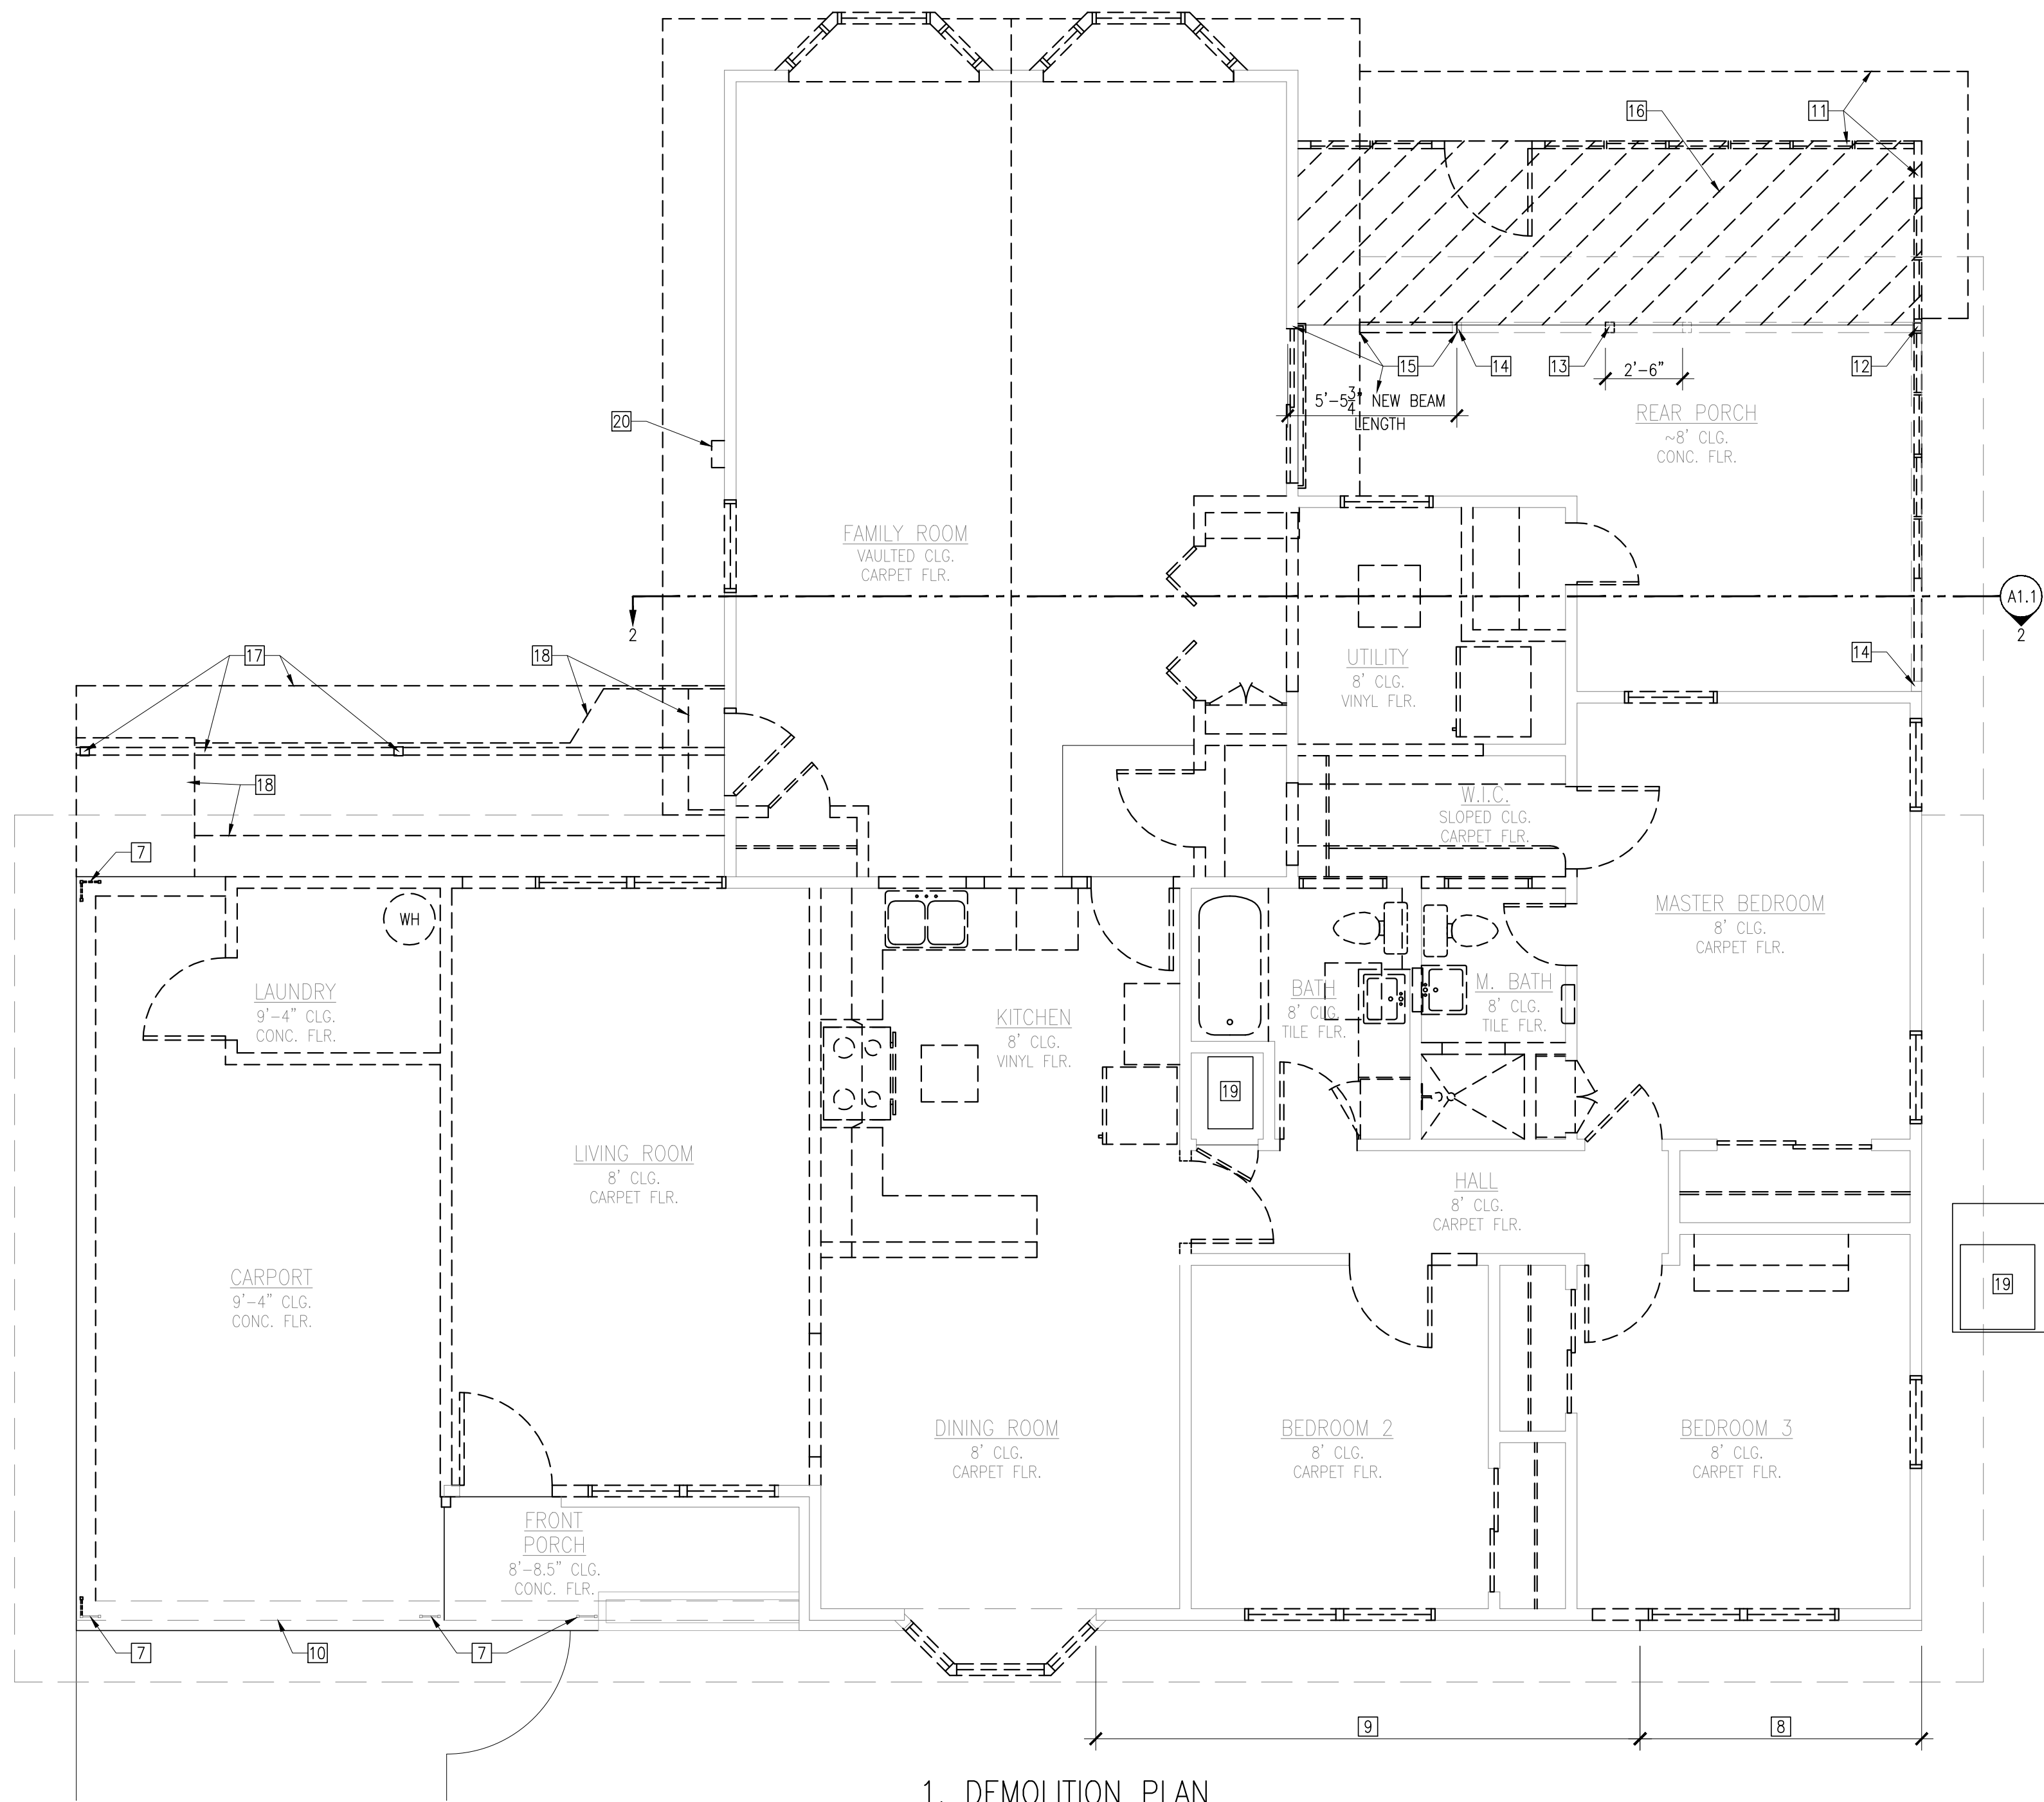 16
11
15
14
13
2'-6"
12
5'-5 3/4" NEW BEAM
LENGTH
REAR PORCH
~8' CLG.
CONC. FLR.
20
FAMILY ROOM
VAULTED CLG.
CARPET FLR.
A1.1
2
2
17
18
14
UTILITY
8' CLG.
VINYL FLR.
18
W.I.C.
SLOPED CLG.
CARPET FLR.
7
WH
MASTER BEDROOM
8' CLG.
CARPET FLR.
LAUNDRY
9'-4" CLG.
CONC. FLR.
KITCHEN
8' CLG.
VINYL FLR.
BATH
8' CLG.
TILE FLR.
M. BATH
8' CLG.
TILE FLR.
19
LIVING ROOM
8' CLG.
CARPET FLR.
HALL
8' CLG.
CARPET FLR.
CARPORT
9'-4" CLG.
CONC. FLR.
19
DINING ROOM
8' CLG.
CARPET FLR.
BEDROOM 2
8' CLG.
CARPET FLR.
BEDROOM 3
8' CLG.
CARPET FLR.
FRONT
PORCH
8'-8.5" CLG.
CONC. FLR.
7
10
7
9
8
1. DEMOLITION PLAN